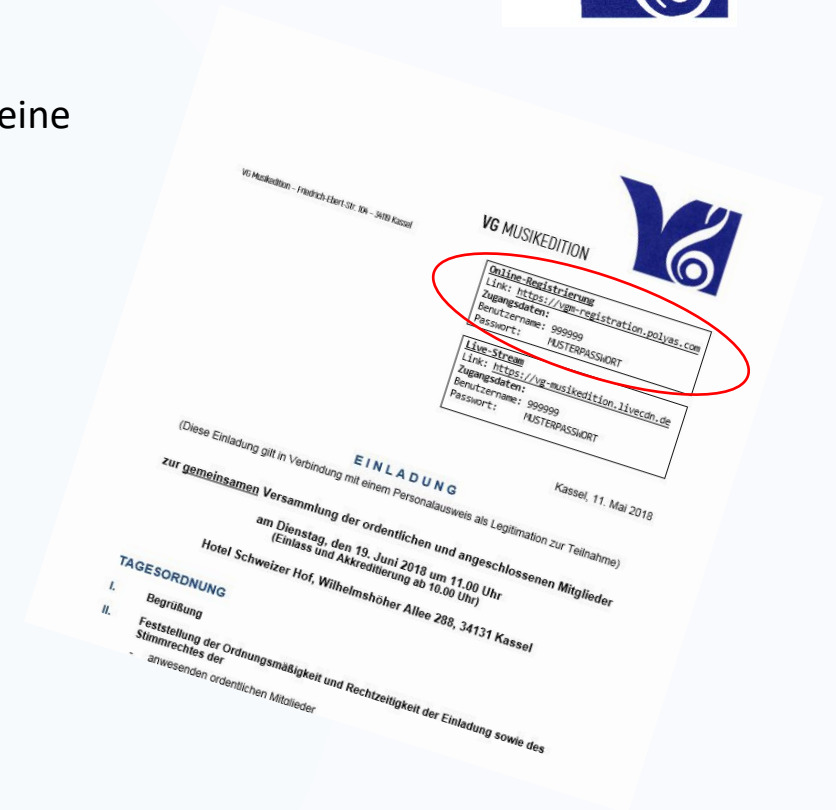 eine
VG Musikedition – Friedrich-Ebert-Str. 104 – 34119 Kassel
VG MUSIKEDITION
Online-Registrierung
Link: https://vgm-registration.polyas.com
Zugangsdaten:
Benutzername: 999999
Passwort: MUSTERPASSWORT
Live-Stream
Link: https://vg-musikedition.livecdn.de
Zugangsdaten:
Benutzername: 999999
Passwort: MUSTERPASSWORT
Kassel, 11. Mai 2018
EINLADUNG
(Diese Einladung gilt in Verbindung mit einem Personalausweis als Legitimation zur Teilnahme)
zur gemeinsamen Versammlung der ordentlichen und angeschlossenen Mitglieder
am Dienstag, den 19. Juni 2018 um 11.00 Uhr
(Einlass und Akkreditierung ab 10.00 Uhr)
Hotel Schweizer Hof, Wilhelmshöher Allee 288, 34131 Kassel
TAGESORDNUNG
I. Begrüßung
II. Feststellung der Ordnungsmäßigkeit und Rechtzeitigkeit der Einladung sowie des
Stimmrechtes der
- anwesenden ordentlichen Mitglieder